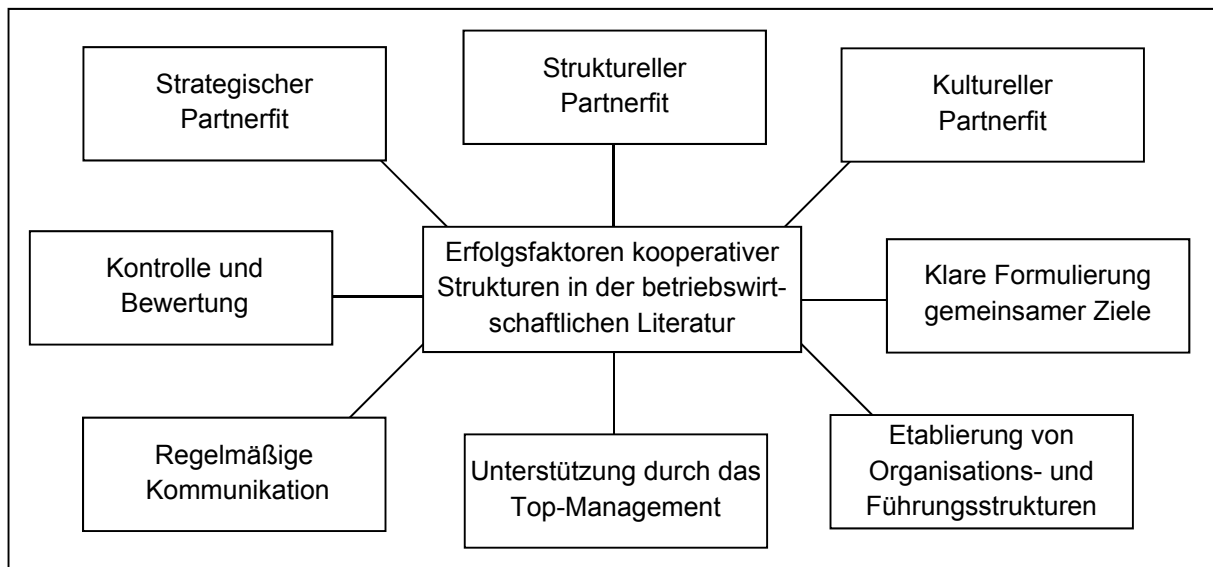 Strategischer
Partnerfit
Struktureller
Partnerfit
Kultureller
Partnerfit
Kontrolle und
Bewertung
Erfolgsfaktoren kooperativer
Strukturen in der betriebswirt-
schaftlichen Literatur
Klare Formulierung
gemeinsamer Ziele
Regelmäßige
Kommunikation
Unterstützung durch das
Top-Management
Etablierung von
Organisations- und
Führungsstrukturen